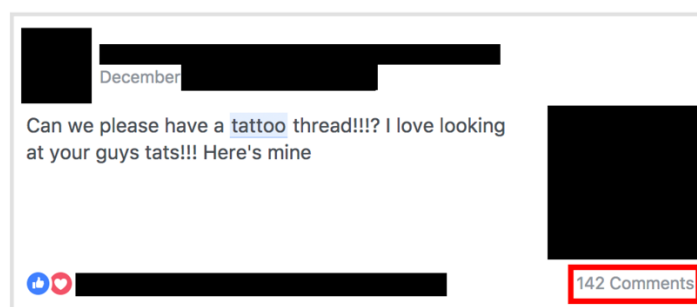 December
Can we please have a tattoo thread!!!? I love looking
at your guys tats!!! Here's mine
142 Comments